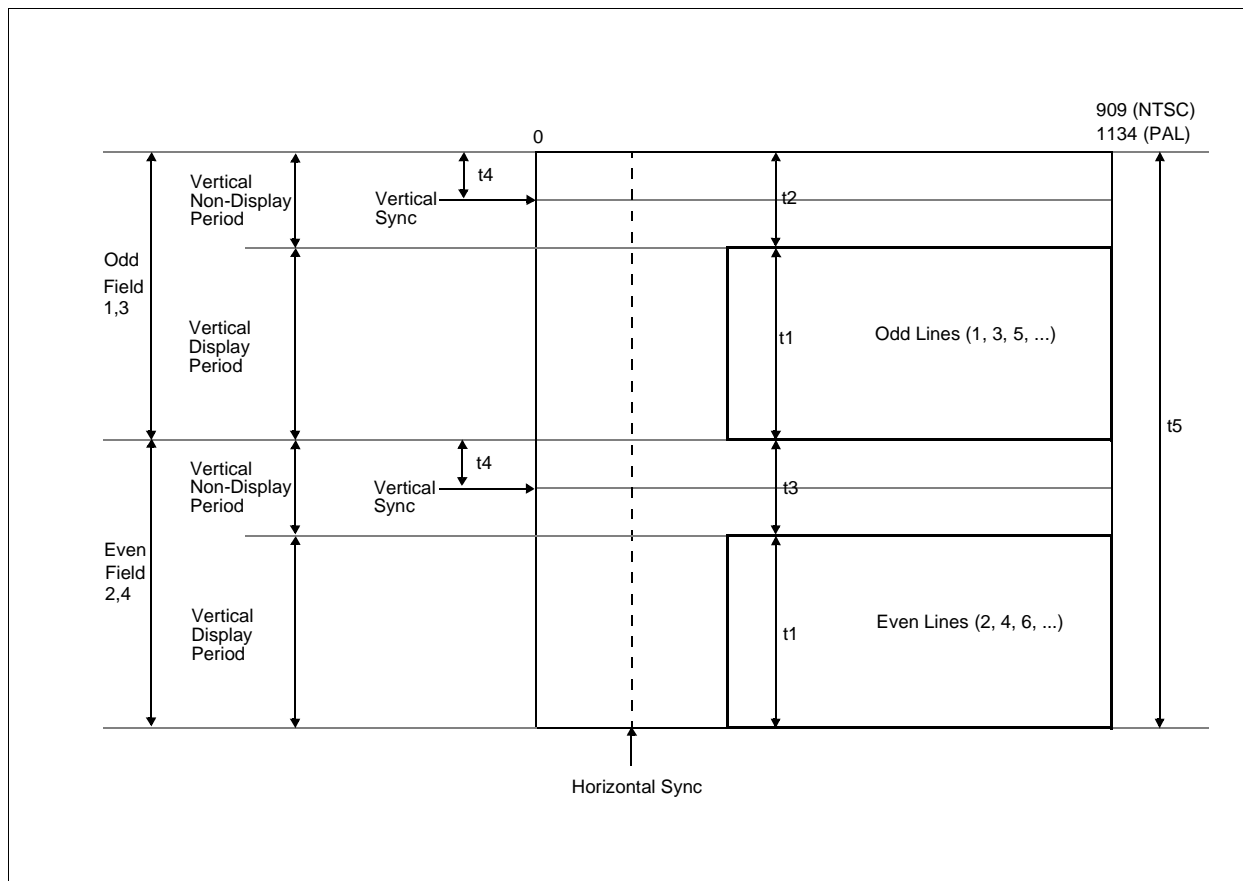 909 (NTSC)
1134 (PAL)
0
Vertical
Non-Display
Period
t4
Vertical
Sync
t2
Odd
Field
1,3
Vertical
Display
Period
t1
Odd Lines (1, 3, 5, ...)
t5
Vertical
Non-Display
Period
t4
Vertical
Sync
t3
Even
Field
2,4
Vertical
Display
Period
t1
Even Lines (2, 4, 6, ...)
Horizontal Sync